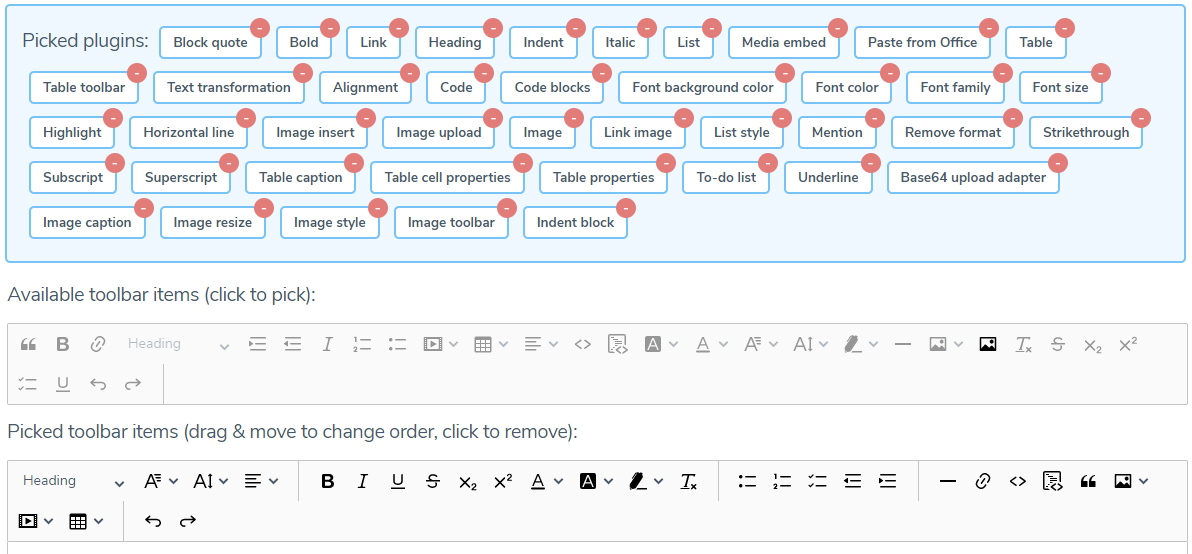 Picked plugins: Block quote - Bold - Link - Heading - Indent - Italic - List - Media embed - Paste from Office - Table -
Table toolbar - Text transformation - Alignment - Code - Code blocks - Font background color - Font color - Font family - Font size -
Highlight - Horizontal line - Image insert - Image upload - Image - Link image - List style - Mention - Remove format - Strikethrough -
Subscript - Superscript - Table caption - Table cell properties - Table properties - To-do list - Underline - Base64 upload adapter -
Image caption - Image resize - Image style - Image toolbar - Indent block -
Available toolbar items (click to pick):
Heading
Picked toolbar items (drag & move to change order, click to remove):
Heading